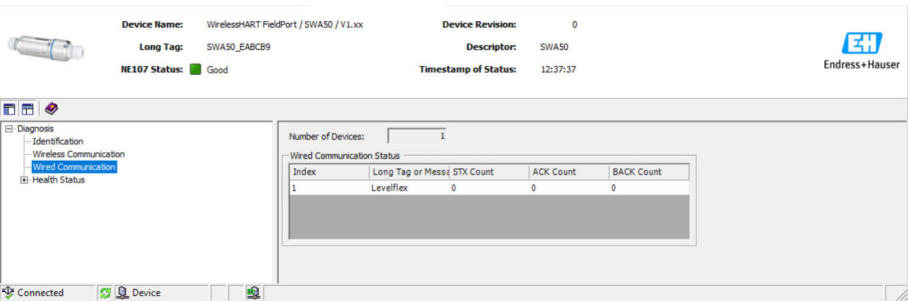 Device Name: WirelessHART FieldPort / SWA50 / V1.xx Device Revision: 0
Long Tag: SWA50_EABCB9 Descriptor: SWA50
NE107 Status: Good Timestamp of Status: 12:37:37
EH
Endress+Hauser
Diagnosis
Identification
Wireless Communication
Wired Communication
Health Status
Number of Devices: 1
Wired Communication Status
Index Long Tag or Messa STX Count ACK Count BACK Count
1 Levelflex 0 0 0
Connected Device